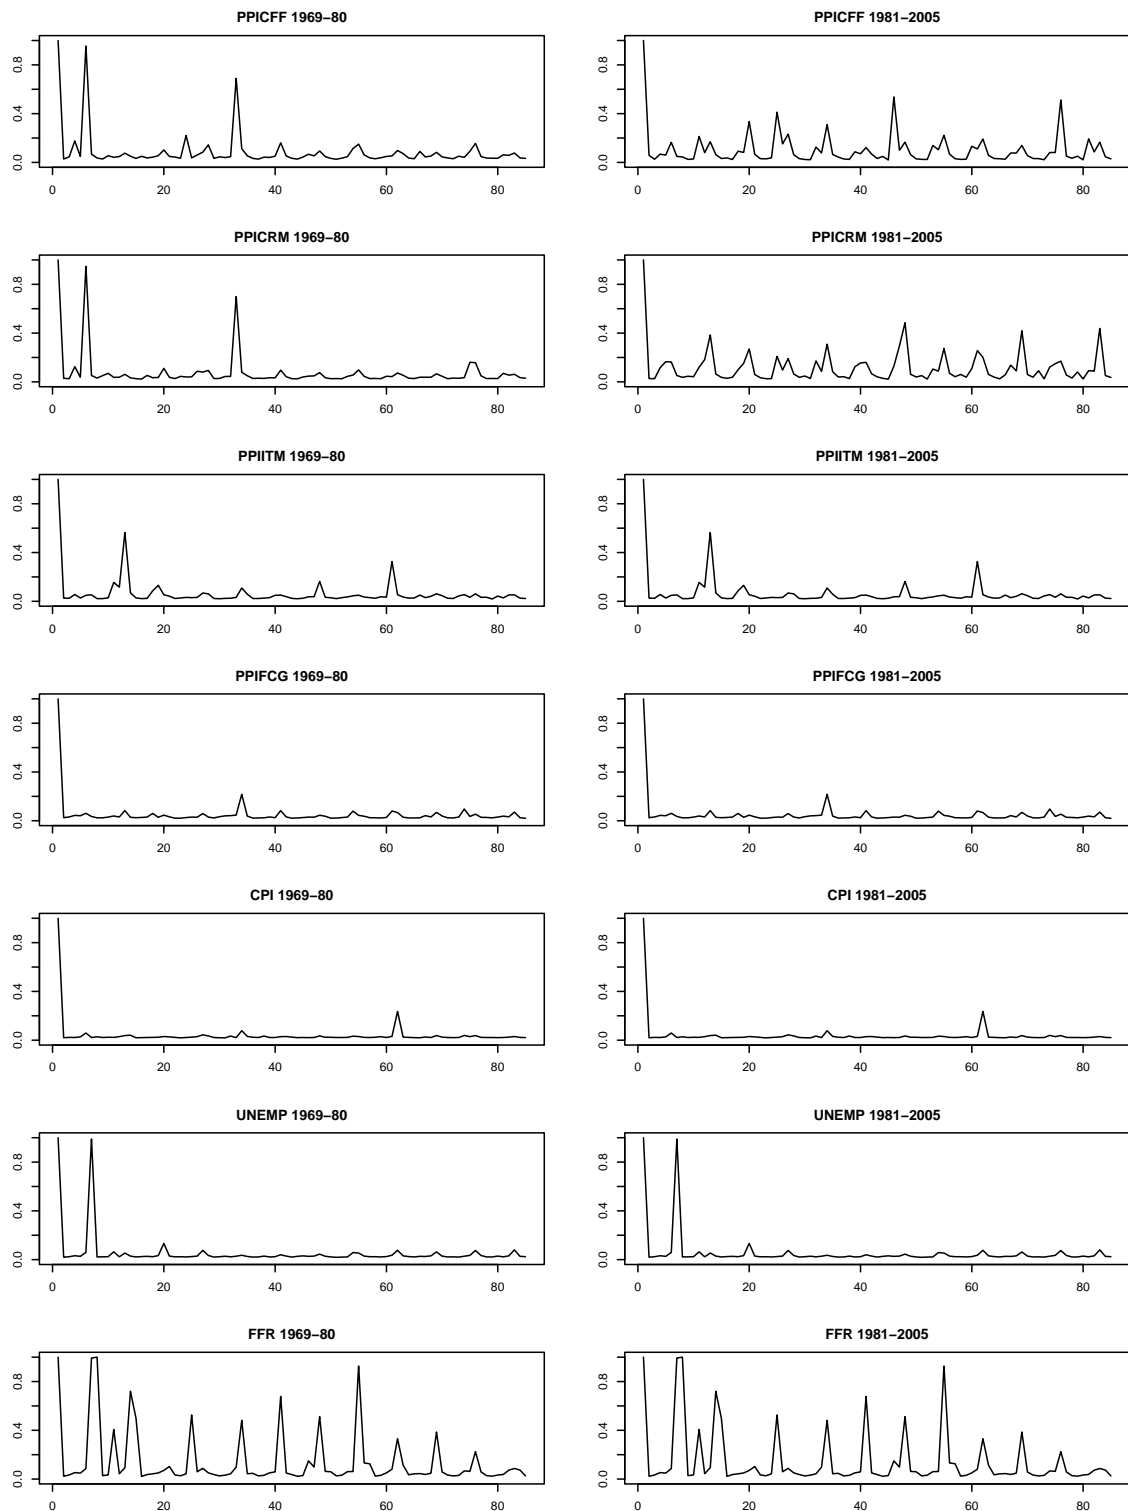 PPICFF 1969−80
PPICFF 1981−2005
0.0 0.4 0.8
0.0 0.4 0.8
0 20 40 60 80
0 20 40 60 80
PPICRM 1969−80
PPICRM 1981−2005
0.0 0.4 0.8
0.0 0.4 0.8
0 20 40 60 80
0 20 40 60 80
PPIITM 1969−80
PPIITM 1981−2005
0.0 0.4 0.8
0.0 0.4 0.8
0 20 40 60 80
0 20 40 60 80
PPIFCG 1969−80
PPIFCG 1981−2005
0.0 0.4 0.8
0.0 0.4 0.8
0 20 40 60 80
0 20 40 60 80
CPI 1969−80
CPI 1981−2005
0.0 0.4 0.8
0.0 0.4 0.8
0 20 40 60 80
0 20 40 60 80
UNEMP 1969−80
UNEMP 1981−2005
0.0 0.4 0.8
0.0 0.4 0.8
0 20 40 60 80
0 20 40 60 80
FFR 1969−80
FFR 1981−2005
0.0 0.4 0.8
0.0 0.4 0.8
0 20 40 60 80
0 20 40 60 80